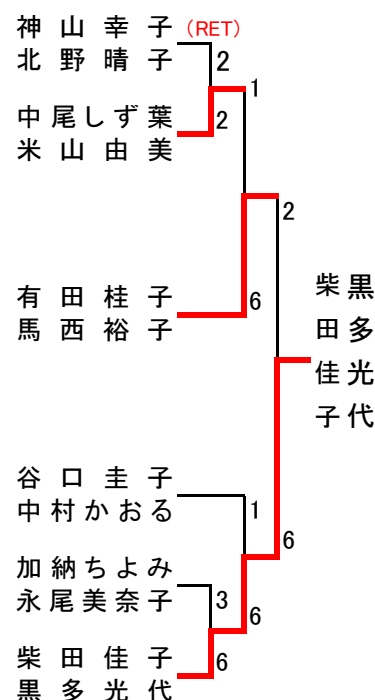 神山幸子 (RET)
北野晴子
2
1
中尾しず葉
2
米山由美
2
有田桂子
6
馬西裕子
柴田佳子
黒多光代
谷口圭子
中村かおる
1
6
加納ちよみ
永尾美奈子
3
6
柴田佳子
6
黒多光代